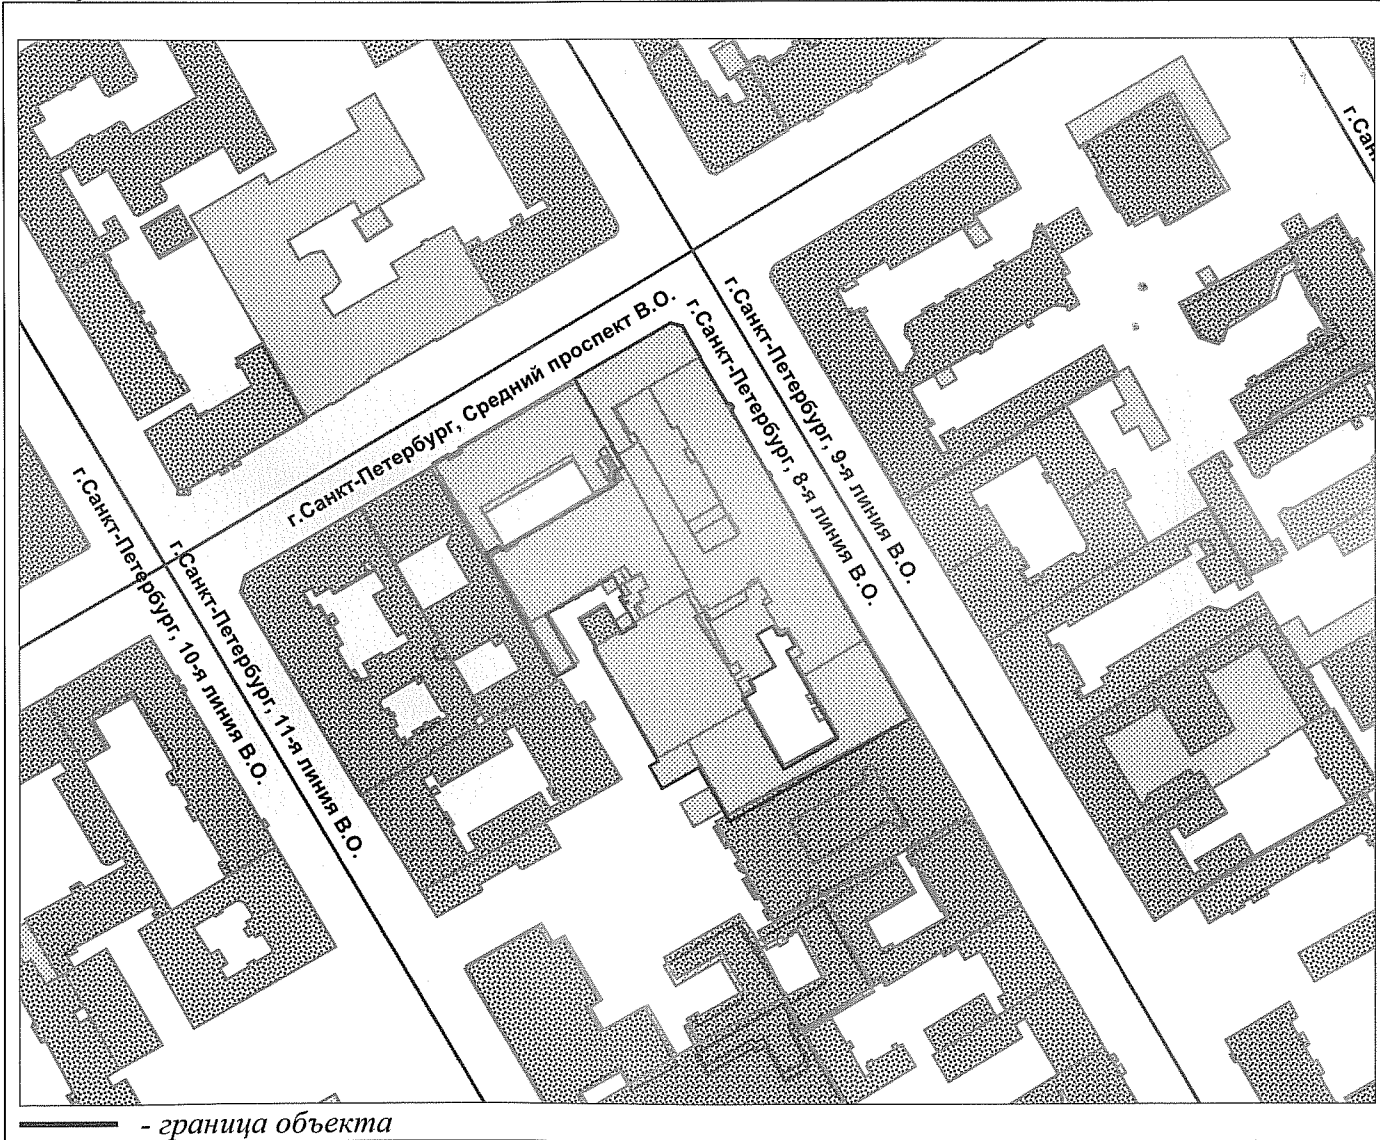 г.Санкт-Петербург, Средний проспект В.О.
г.Санкт-Петербург, 9-я линия В.О.
г.Санкт-Петербург, 8-я линия В.О.
г.Санкт-Петербург, 10-я линия В.О.
г.Санкт-Петербург, 11-я линия В.О.
г.Санк
- граница объекта